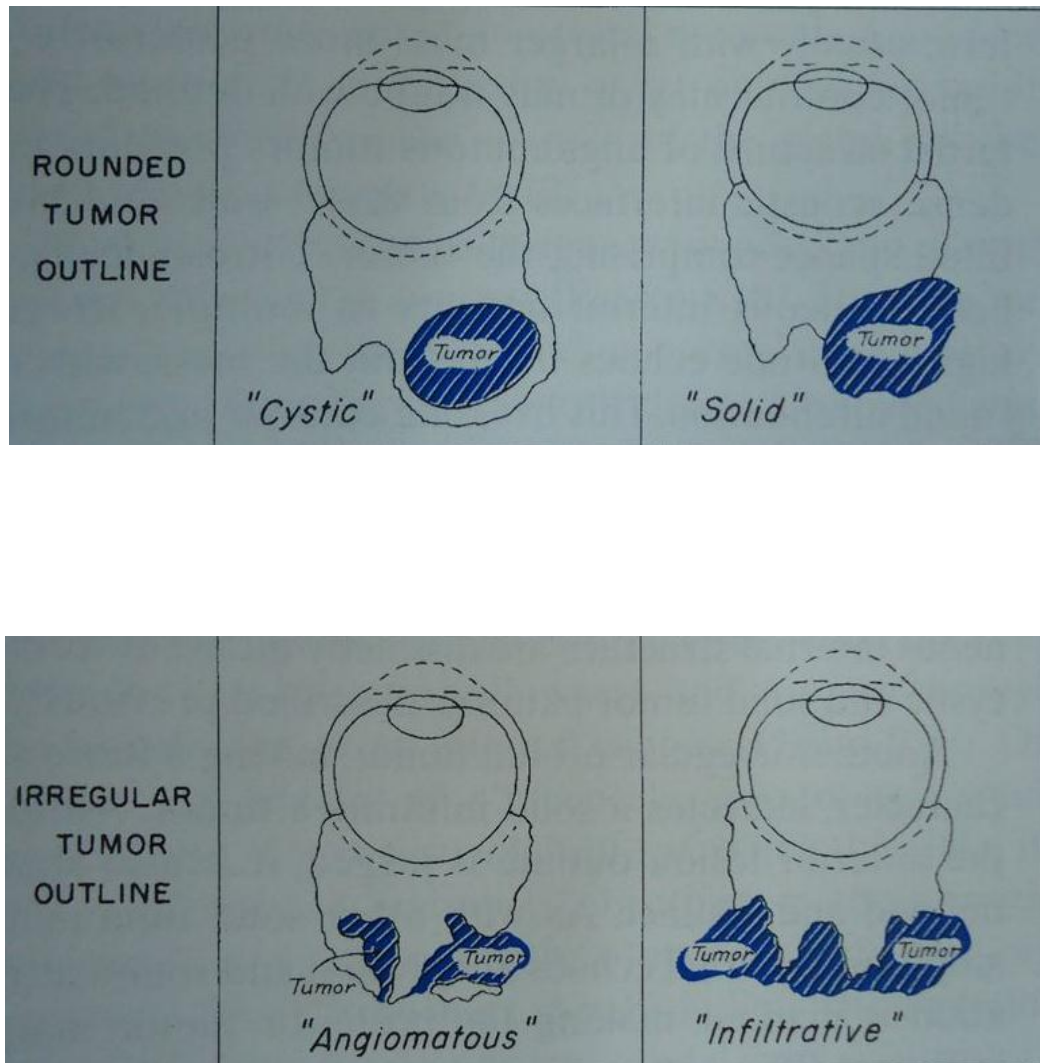 ROUNDED
TUMOR
OUTLINE
Tumor
"Cystic"
Tumor
"Solid"
IRREGULAR
TUMOR
OUTLINE
Tumor
Tumor
"Angiomatous"
Tumor
Tumor
"Infiltrative"